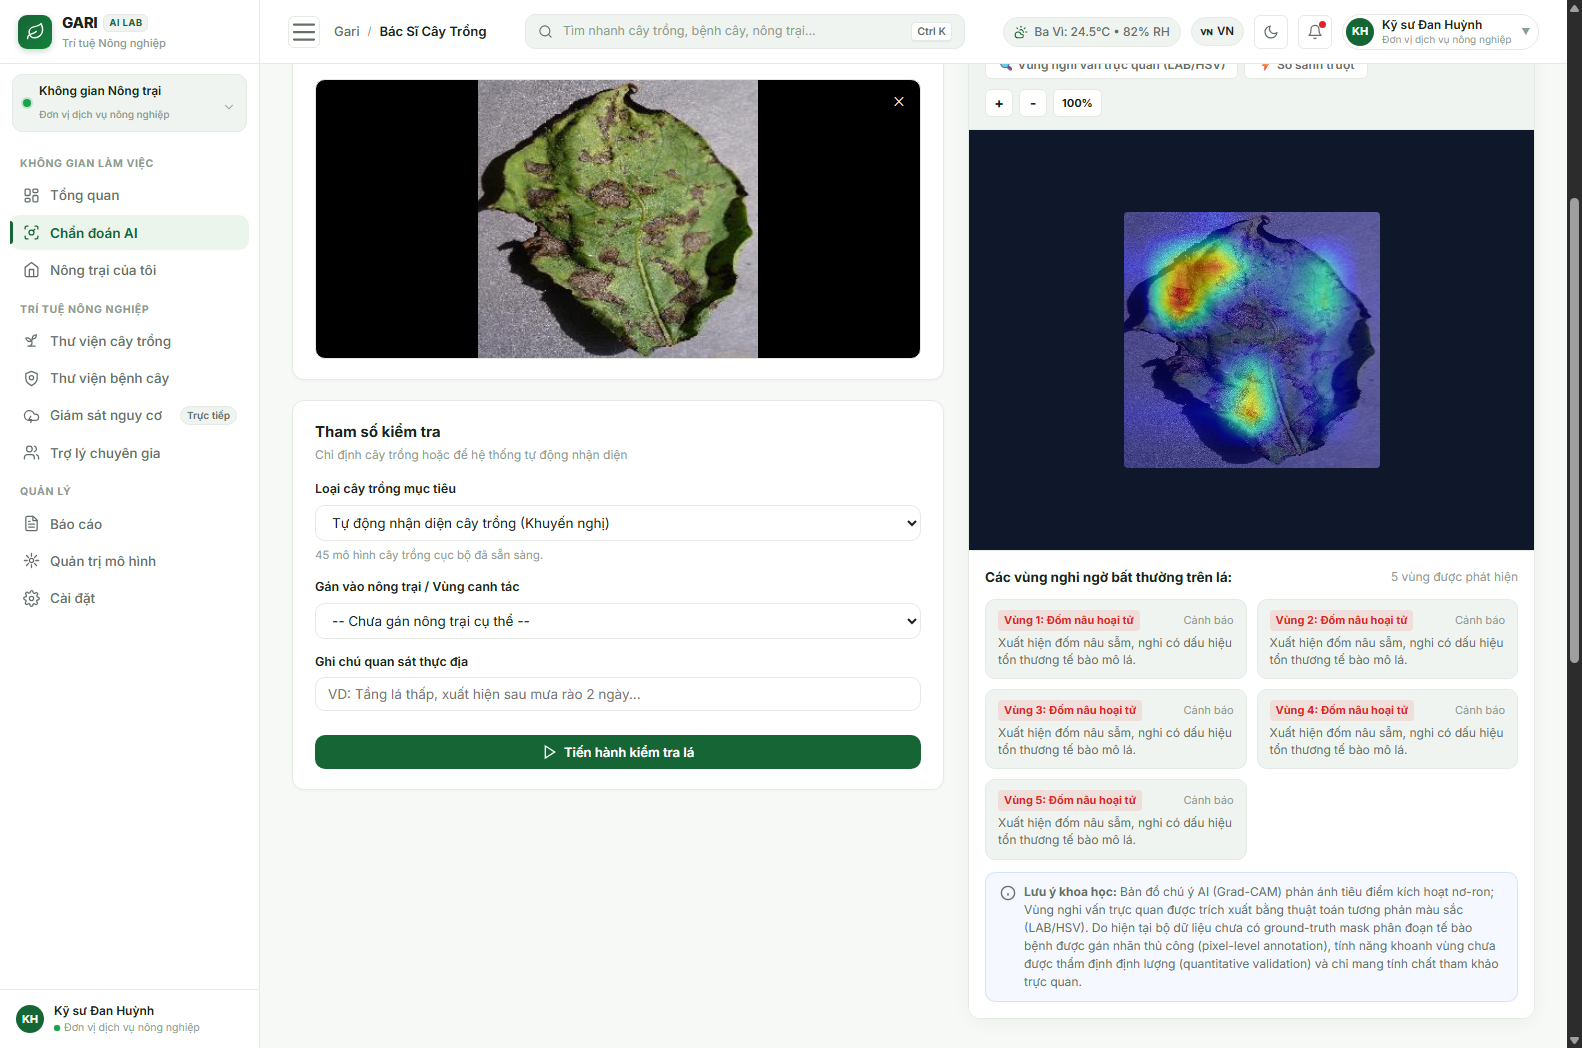 GARI AI LAB
Trí tuệ Nông nghiệp
Gari / Bác Sĩ Cây Trồng
Tìm nhanh cây trồng, bệnh cây, nông trại...
Ctrl K
Ba Vì: 24.5°C • 82% RH
VN VN
KH
Kỹ sư Đan Huỳnh
Đơn vị dịch vụ nông nghiệp
▼
Không gian Nông trại
Đơn vị dịch vụ nông nghiệp
KHÔNG GIAN LÀM VIỆC
Tổng quan
Chẩn đoán AI
Nông trại của tôi
TRÍ TUỆ NÔNG NGHIỆP
Thư viện cây trồng
Thư viện bệnh cây
Giám sát nguy cơ
Trực tiếp
Trợ lý chuyên gia
QUẢN LÝ
Báo cáo
Quản trị mô hình
Cài đặt
KH
Kỹ sư Đan Huỳnh
Đơn vị dịch vụ nông nghiệp
Tham số kiểm tra
Chỉ định cây trồng hoặc để hệ thống tự động nhận diện
Loại cây trồng mục tiêu
Tự động nhận diện cây trồng (Khuyến nghị)
45 mô hình cây trồng cục bộ đã sẵn sàng.
Gán vào nông trại / Vùng canh tác
-- Chưa gán nông trại cụ thể --
Ghi chú quan sát thực địa
VD: Tầng lá thấp, xuất hiện sau mưa rào 2 ngày...
Tiến hành kiểm tra lá
Vùng nghi vấn trực quan (LAB/HSV)
So sánh trượt
+
-
100%
Các vùng nghi ngờ bất thường trên lá:
5 vùng được phát hiện
Vùng 1: Đốm nâu hoại tử
Cảnh báo
Xuất hiện đốm nâu sẫm, nghi có dấu hiệu
tổn thương tế bào mô lá.
Vùng 2: Đốm nâu hoại tử
Cảnh báo
Xuất hiện đốm nâu sẫm, nghi có dấu hiệu
tổn thương tế bào mô lá.
Vùng 3: Đốm nâu hoại tử
Cảnh báo
Xuất hiện đốm nâu sẫm, nghi có dấu hiệu
tổn thương tế bào mô lá.
Vùng 4: Đốm nâu hoại tử
Cảnh báo
Xuất hiện đốm nâu sẫm, nghi có dấu hiệu
tổn thương tế bào mô lá.
Vùng 5: Đốm nâu hoại tử
Cảnh báo
Xuất hiện đốm nâu sẫm, nghi có dấu hiệu
tổn thương tế bào mô lá.
Lưu ý khoa học: Bản đồ chú ý AI (Grad-CAM) phản ánh tiêu điểm kích hoạt nơ-ron;
Vùng nghi vấn trực quan được trích xuất bằng thuật toán tương phản màu sắc
(LAB/HSV). Do hiện tại bộ dữ liệu chưa có ground-truth mask phân đoạn tế bào
bệnh được gán nhãn thủ công (pixel-level annotation), tính năng khoanh vùng chưa
được thẩm định định lượng (quantitative validation) và chỉ mang tính chất tham khảo
trực quan.